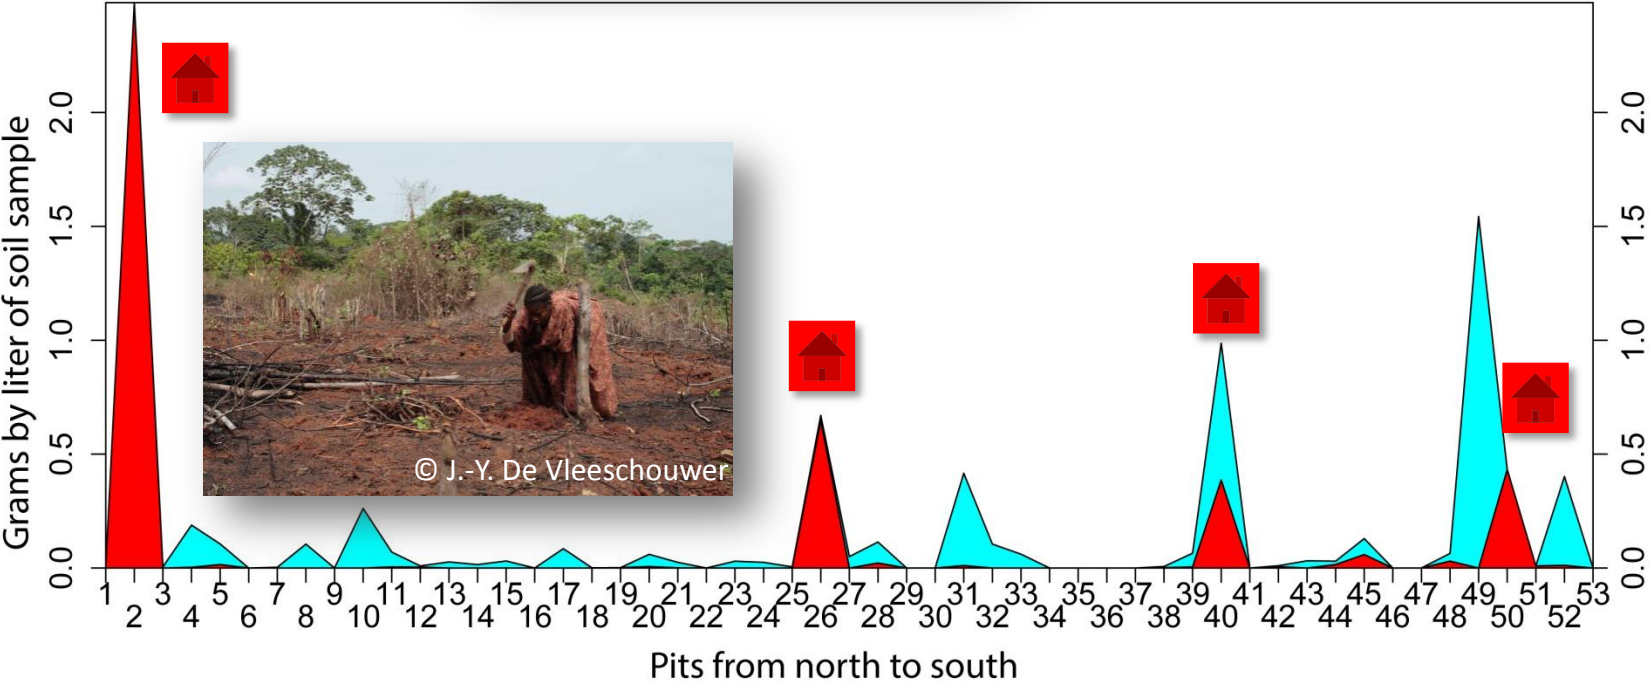 Grams by liter of soil sample
2.0
1.5
1.0
0.5
0.0
2.0
1.5
1.0
0.5
0.0
© J.-Y. De Vleeschouwer
1 3 5 7 9 11 13 15 17 19 21 23 25 27 29 31 33 35 37 39 41 43 45 47 49 51 53
2 4 6 8 10 12 14 16 18 20 22 24 26 28 30 32 34 36 38 40 42 44 46 48 50 52
Pits from north to south